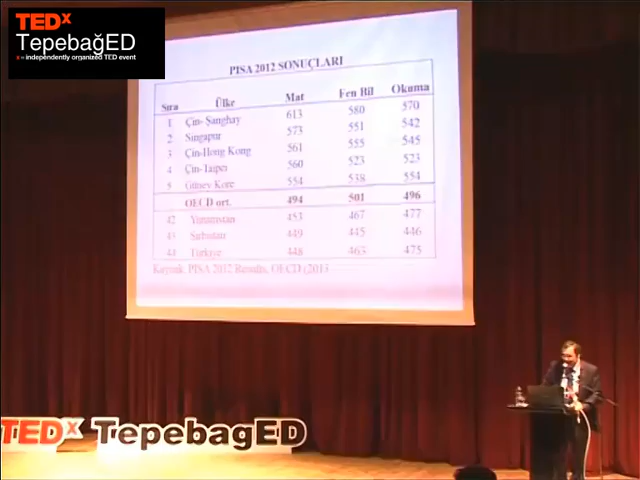 TEDx
TepebağED
x = independently organized TED event
PISA 2012 SONUÇLARI
Sıra Ülke Mat Fen Bil Okuma
1 Çin- Şanghay 613 580 570
2 Singapur 573 551 542
3 Çin-Hong Kong 561 555 545
4 Çin-Taipei 560 523 523
5 Güney Kore 554 538 554
OECD ort. 494 501 496
42 Yunanistan 453 467 477
43 Sırbistan 449 445 446
44 Türkiye 448 463 475
Kaynak: PISA 2012 Results, OECD (2013
TEDx TepebagED